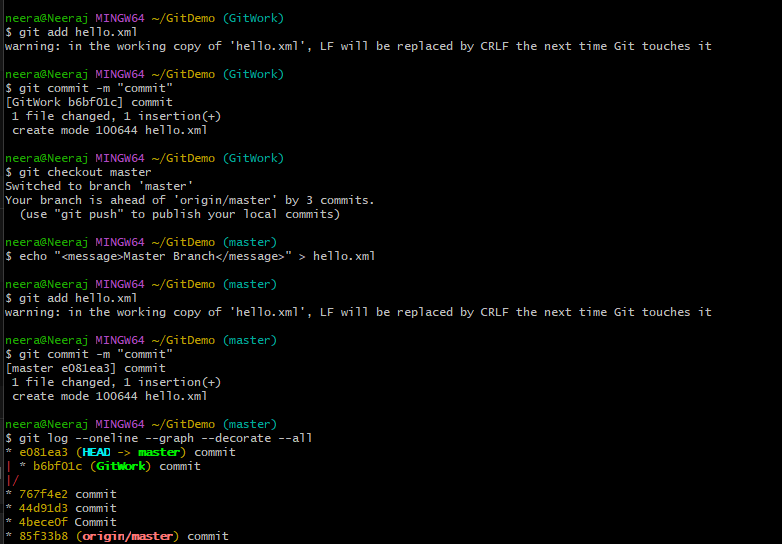 neera@Neeraj MINGW64 ~/GitDemo (GitWork)
$ git add hello.xml
warning: in the working copy of 'hello.xml', LF will be replaced by CRLF the next time Git touches it
neera@Neeraj MINGW64 ~/GitDemo (GitWork)
$ git commit -m "commit"
[GitWork b6bf01c] commit
 1 file changed, 1 insertion(+)
 create mode 100644 hello.xml
neera@Neeraj MINGW64 ~/GitDemo (GitWork)
$ git checkout master
Switched to branch 'master'
Your branch is ahead of 'origin/master' by 3 commits.
  (use "git push" to publish your local commits)
neera@Neeraj MINGW64 ~/GitDemo (master)
$ echo "<message>Master Branch</message>" > hello.xml
neera@Neeraj MINGW64 ~/GitDemo (master)
$ git add hello.xml
warning: in the working copy of 'hello.xml', LF will be replaced by CRLF the next time Git touches it
neera@Neeraj MINGW64 ~/GitDemo (master)
$ git commit -m "commit"
[master e081ea3] commit
 1 file changed, 1 insertion(+)
 create mode 100644 hello.xml
neera@Neeraj MINGW64 ~/GitDemo (master)
$ git log --oneline --graph --decorate --all
* e081ea3 (HEAD -> master) commit
| * b6bf01c (GitWork) commit
|/
* 767f4e2 commit
* 44d91d3 commit
* 4bece0f Commit
* 85f33b8 (origin/master) commit